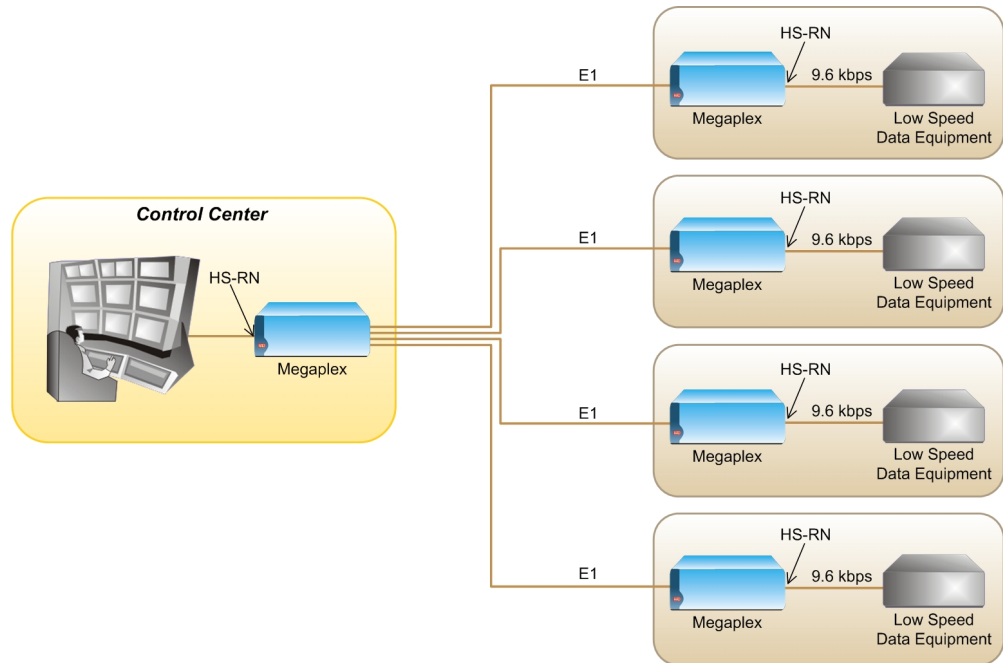 Control Center
HS-RN
Megaplex
E1
HS-RN
9.6 kbps
Megaplex
Low Speed
Data Equipment
E1
HS-RN
9.6 kbps
Megaplex
Low Speed
Data Equipment
E1
HS-RN
9.6 kbps
Megaplex
Low Speed
Data Equipment
E1
HS-RN
9.6 kbps
Megaplex
Low Speed
Data Equipment